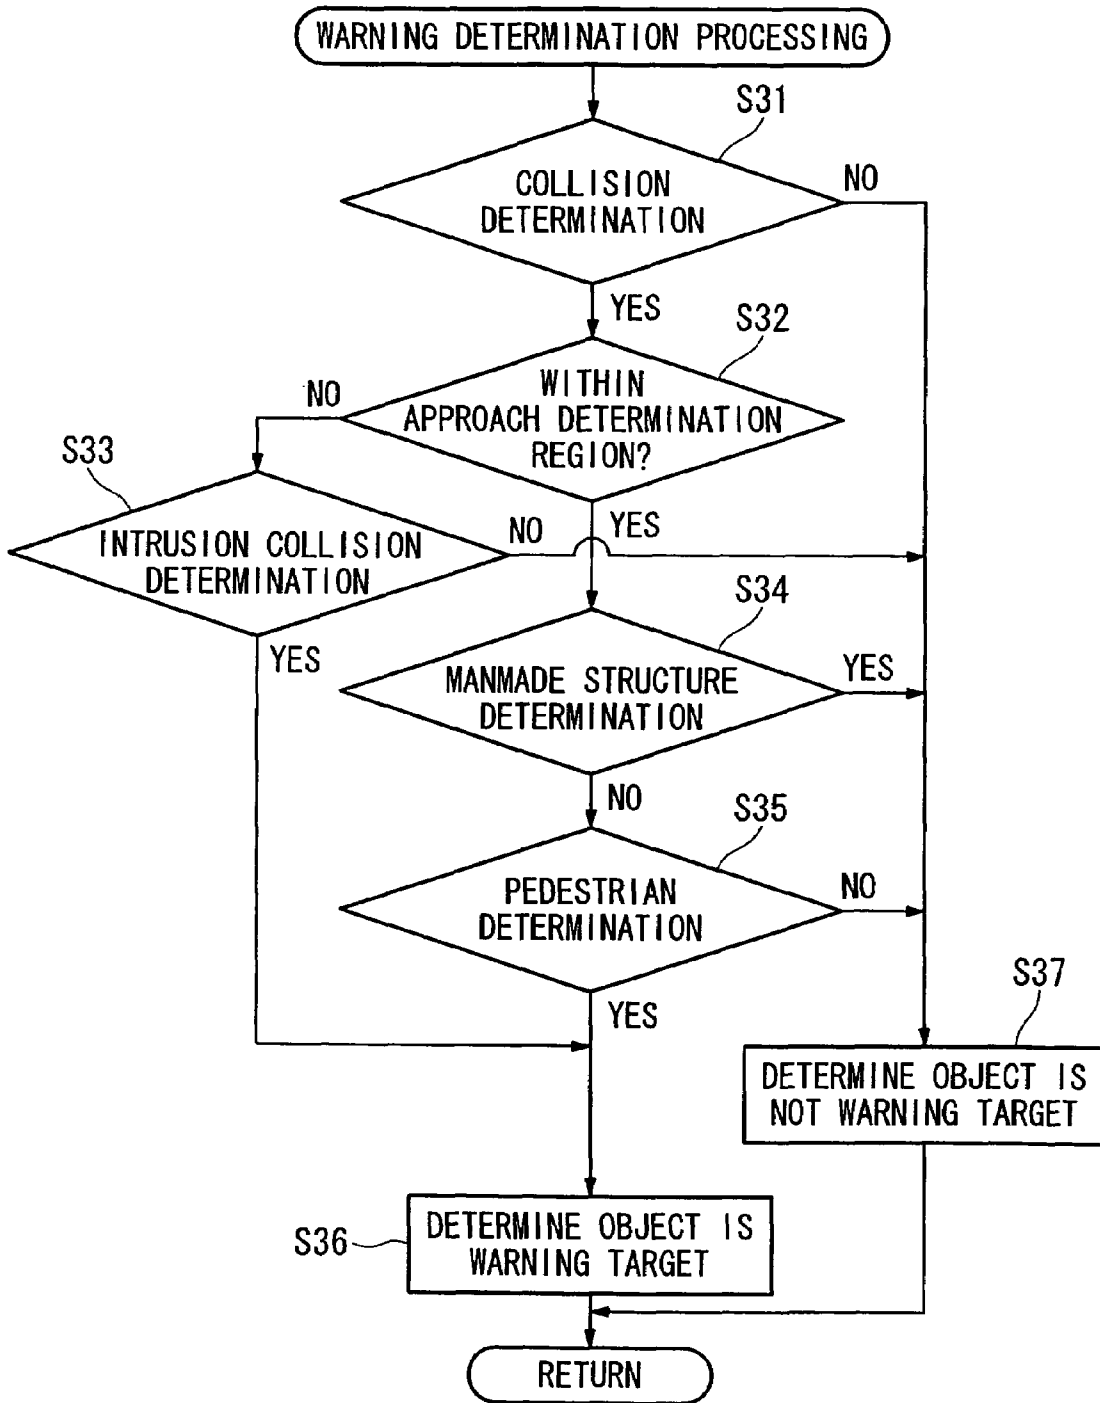 WARNING DETERMINATION PROCESSING
S31
COLLISION
DETERMINATION
NO
YES
S32
WITHIN
APPROACH DETERMINATION
REGION?
NO
YES
S33
INTRUSION COLLISION
DETERMINATION
NO
YES
S34
MANMADE STRUCTURE
DETERMINATION
YES
NO
S35
PEDESTRIAN
DETERMINATION
NO
YES
S37
DETERMINE OBJECT IS
NOT WARNING TARGET
S36
DETERMINE OBJECT IS
WARNING TARGET
RETURN